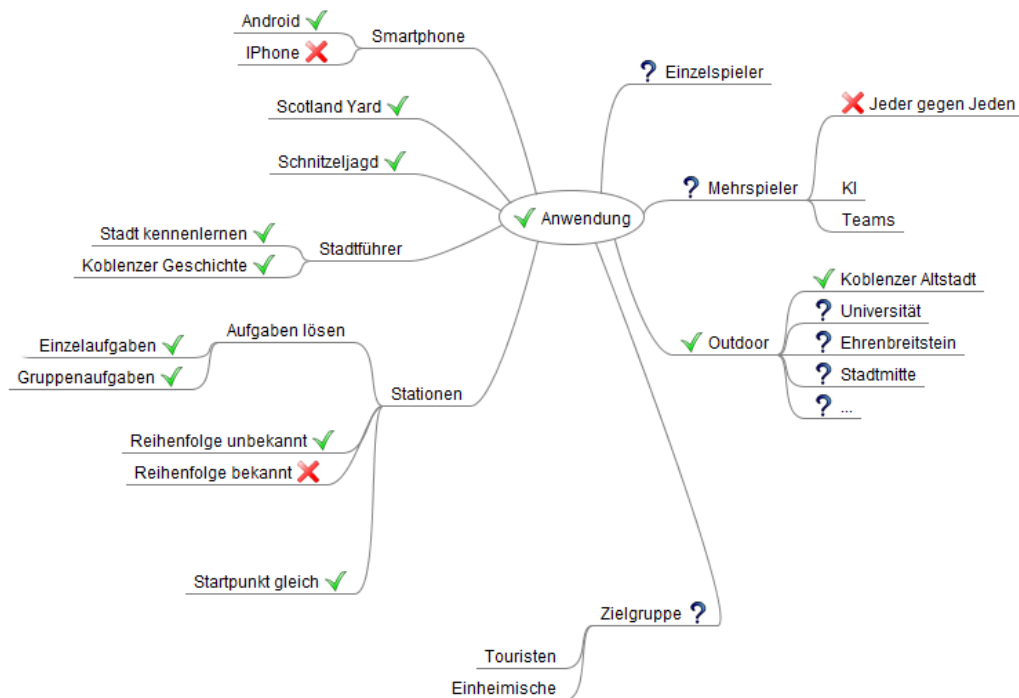 Android
IPhone
Smartphone
Scotland Yard
Schnitzeljagd
Stadt kennenlernen
Koblenzer Geschichte
Stadtführer
Aufgaben lösen
Einzelaufgaben
Gruppenaufgaben
Stationen
Reihenfolge unbekannt
Reihenfolge bekannt
Startpunkt gleich
Anwendung
Einzelspieler
Mehrspieler
Jeder gegen Jeden
KI
Teams
Outdoor
Koblenzer Altstadt
Universität
Ehrenbreitstein
Stadtmitte
...
Zielgruppe
Touristen
Einheimische